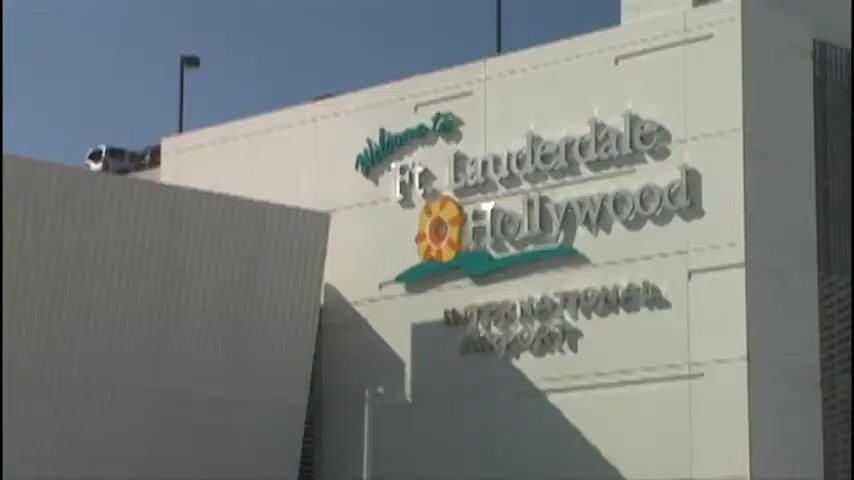 Welcome to
Ft Lauderdale
Hollywood
INTERNATIONAL
AIRPORT